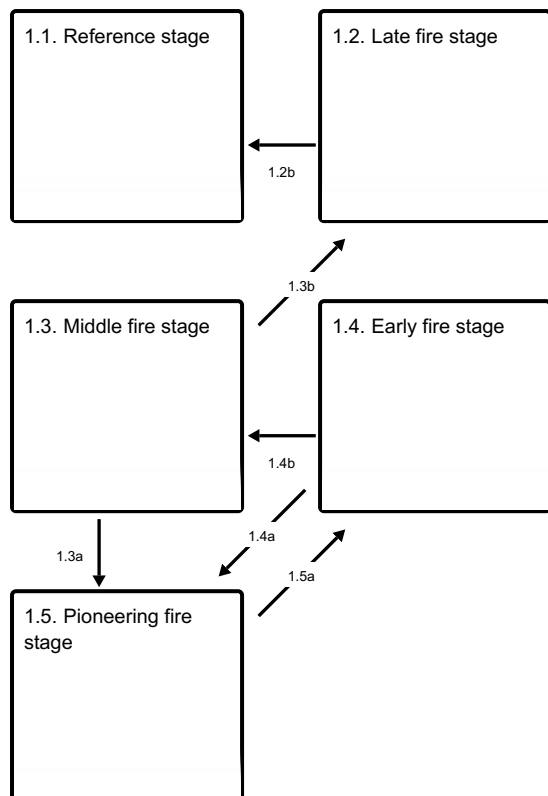 1.1. Reference stage
1.2. Late fire stage
1.2b
1.3b
1.3. Middle fire stage
1.4. Early fire stage
1.4b
1.4a
1.3a
1.5a
1.5. Pioneering fire
stage